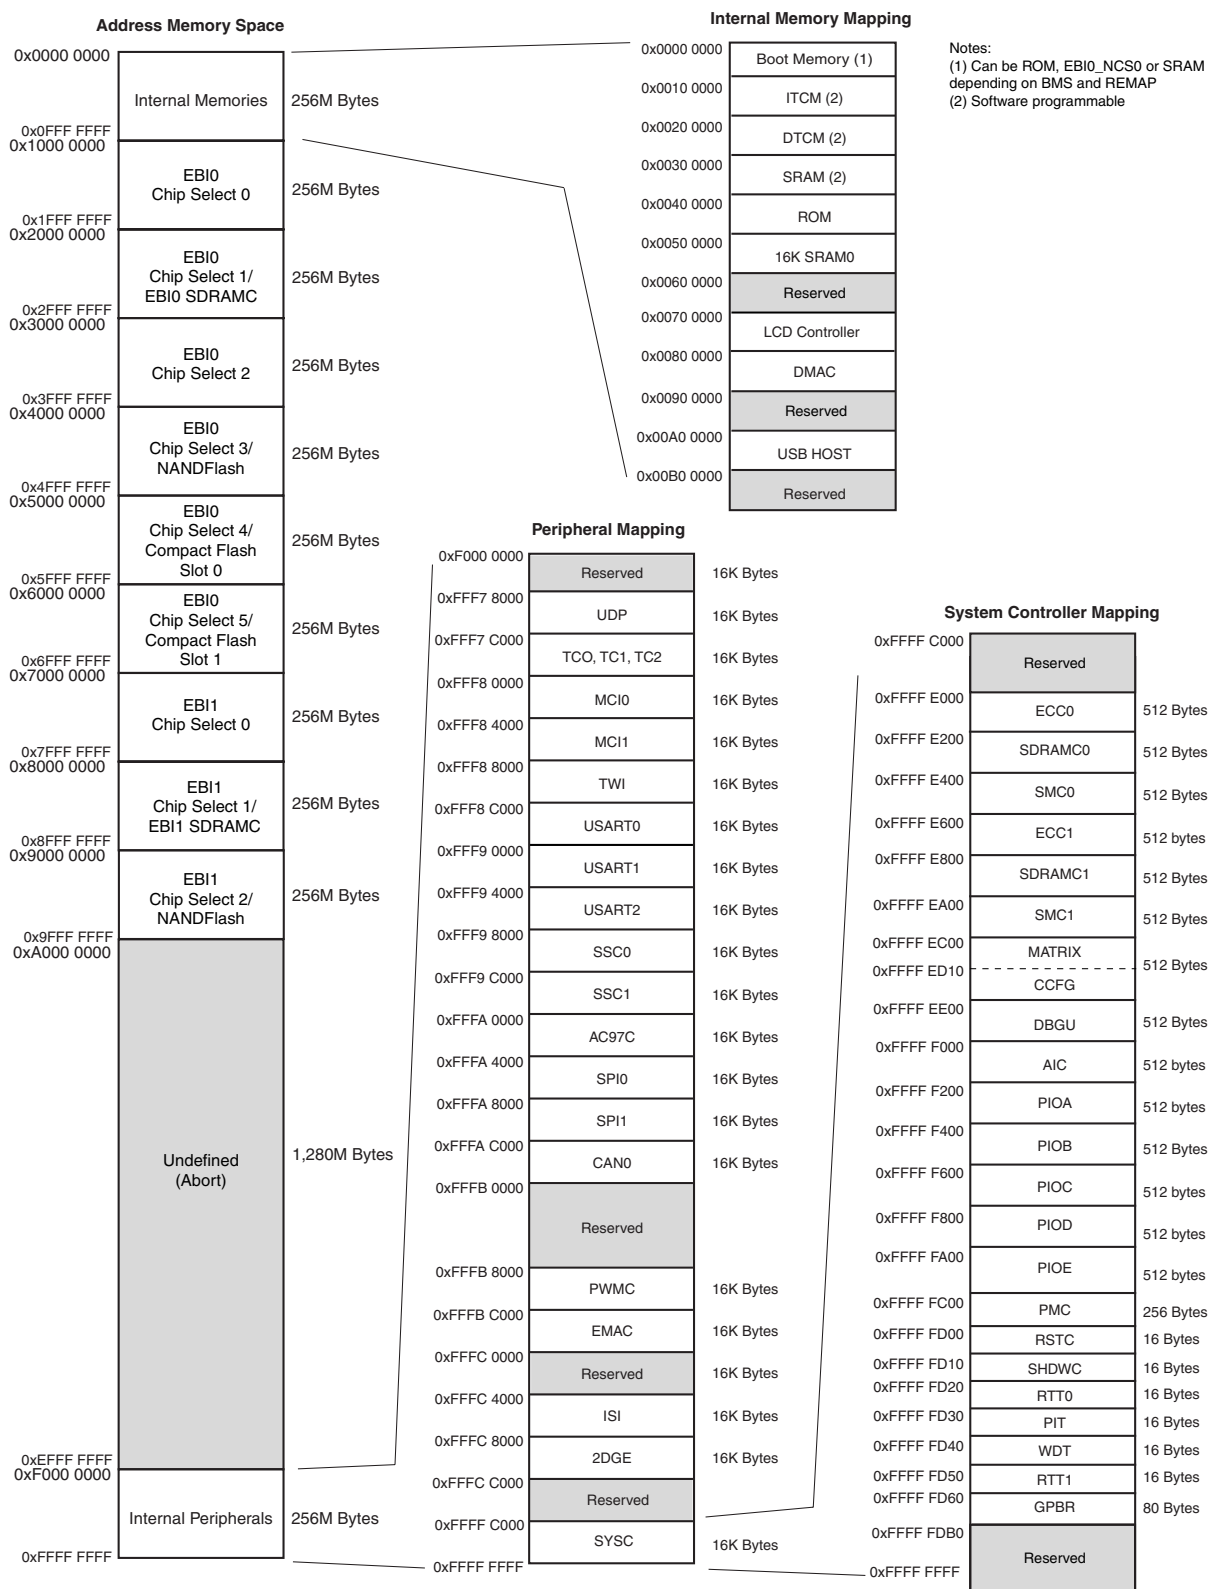 Address Memory Space
0x0000 0000
Internal Memories
256M Bytes
0x0FFF FFFF
0x1000 0000
EBI0
Chip Select 0
256M Bytes
0x1FFF FFFF
0x2000 0000
EBI0
Chip Select 1/
EBI0 SDRAMC
256M Bytes
0x2FFF FFFF
0x3000 0000
EBI0
Chip Select 2
256M Bytes
0x3FFF FFFF
0x4000 0000
EBI0
Chip Select 3/
NANDFlash
256M Bytes
0x4FFF FFFF
0x5000 0000
EBI0
Chip Select 4/
Compact Flash
Slot 0
256M Bytes
0x5FFF FFFF
0x6000 0000
EBI0
Chip Select 5/
Compact Flash
Slot 1
256M Bytes
0x6FFF FFFF
0x7000 0000
EBI1
Chip Select 0
256M Bytes
0x7FFF FFFF
0x8000 0000
EBI1
Chip Select 1/
EBI1 SDRAMC
256M Bytes
0x8FFF FFFF
0x9000 0000
EBI1
Chip Select 2/
NANDFlash
256M Bytes
0x9FFF FFFF
0xA000 0000
Undefined
(Abort)
1,280M Bytes
0xEFFF FFFF
0xF000 0000
Internal Peripherals
256M Bytes
0xFFFF FFFF
Internal Memory Mapping
0x0000 0000
Boot Memory (1)
0x0010 0000
ITCM (2)
0x0020 0000
DTCM (2)
0x0030 0000
SRAM (2)
0x0040 0000
ROM
0x0050 0000
16K SRAM0
0x0060 0000
Reserved
0x0070 0000
LCD Controller
0x0080 0000
DMAC
0x0090 0000
Reserved
0x00A0 0000
USB HOST
0x00B0 0000
Reserved
Notes:
(1) Can be ROM, EBI0_NCS0 or SRAM
depending on BMS and REMAP
(2) Software programmable
Peripheral Mapping
0xF000 0000
Reserved
16K Bytes
0xFFF7 8000
UDP
16K Bytes
0xFFF7 C000
TCO, TC1, TC2
16K Bytes
0xFFF8 0000
MCI0
16K Bytes
0xFFF8 4000
MCI1
16K Bytes
0xFFF8 8000
TWI
16K Bytes
0xFFF8 C000
USART0
16K Bytes
0xFFF9 0000
USART1
16K Bytes
0xFFF9 4000
USART2
16K Bytes
0xFFF9 8000
SSC0
16K Bytes
0xFFF9 C000
SSC1
16K Bytes
0xFFFA 0000
AC97C
16K Bytes
0xFFFA 4000
SPI0
16K Bytes
0xFFFA 8000
SPI1
16K Bytes
0xFFFA C000
CAN0
16K Bytes
0xFFFB 0000
Reserved
0xFFFB 8000
PWMC
16K Bytes
0xFFFB C000
EMAC
16K Bytes
0xFFFC 0000
Reserved
16K Bytes
0xFFFC 4000
ISI
16K Bytes
0xFFFC 8000
2DGE
16K Bytes
0xFFFC C000
Reserved
0xFFFF C000
SYSC
16K Bytes
0xFFFF FFFF
System Controller Mapping
0xFFFF C000
Reserved
0xFFFF E000
ECC0
512 Bytes
0xFFFF E200
SDRAMC0
512 Bytes
0xFFFF E400
SMC0
512 Bytes
0xFFFF E600
ECC1
512 bytes
0xFFFF E800
SDRAMC1
512 Bytes
0xFFFF EA00
SMC1
512 Bytes
0xFFFF EC00
MATRIX
512 Bytes
0xFFFF ED10
CCFG
0xFFFF EE00
DBGU
512 Bytes
0xFFFF F000
AIC
512 bytes
0xFFFF F200
PIOA
512 bytes
0xFFFF F400
PIOB
512 Bytes
0xFFFF F600
PIOC
512 bytes
0xFFFF F800
PIOD
512 bytes
0xFFFF FA00
PIOE
512 bytes
0xFFFF FC00
PMC
256 Bytes
0xFFFF FD00
RSTC
16 Bytes
0xFFFF FD10
SHDWC
16 Bytes
0xFFFF FD20
RTT0
16 Bytes
0xFFFF FD30
PIT
16 Bytes
0xFFFF FD40
WDT
16 Bytes
0xFFFF FD50
RTT1
16 Bytes
0xFFFF FD60
GPBR
80 Bytes
0xFFFF FDB0
Reserved
0xFFFF FFFF